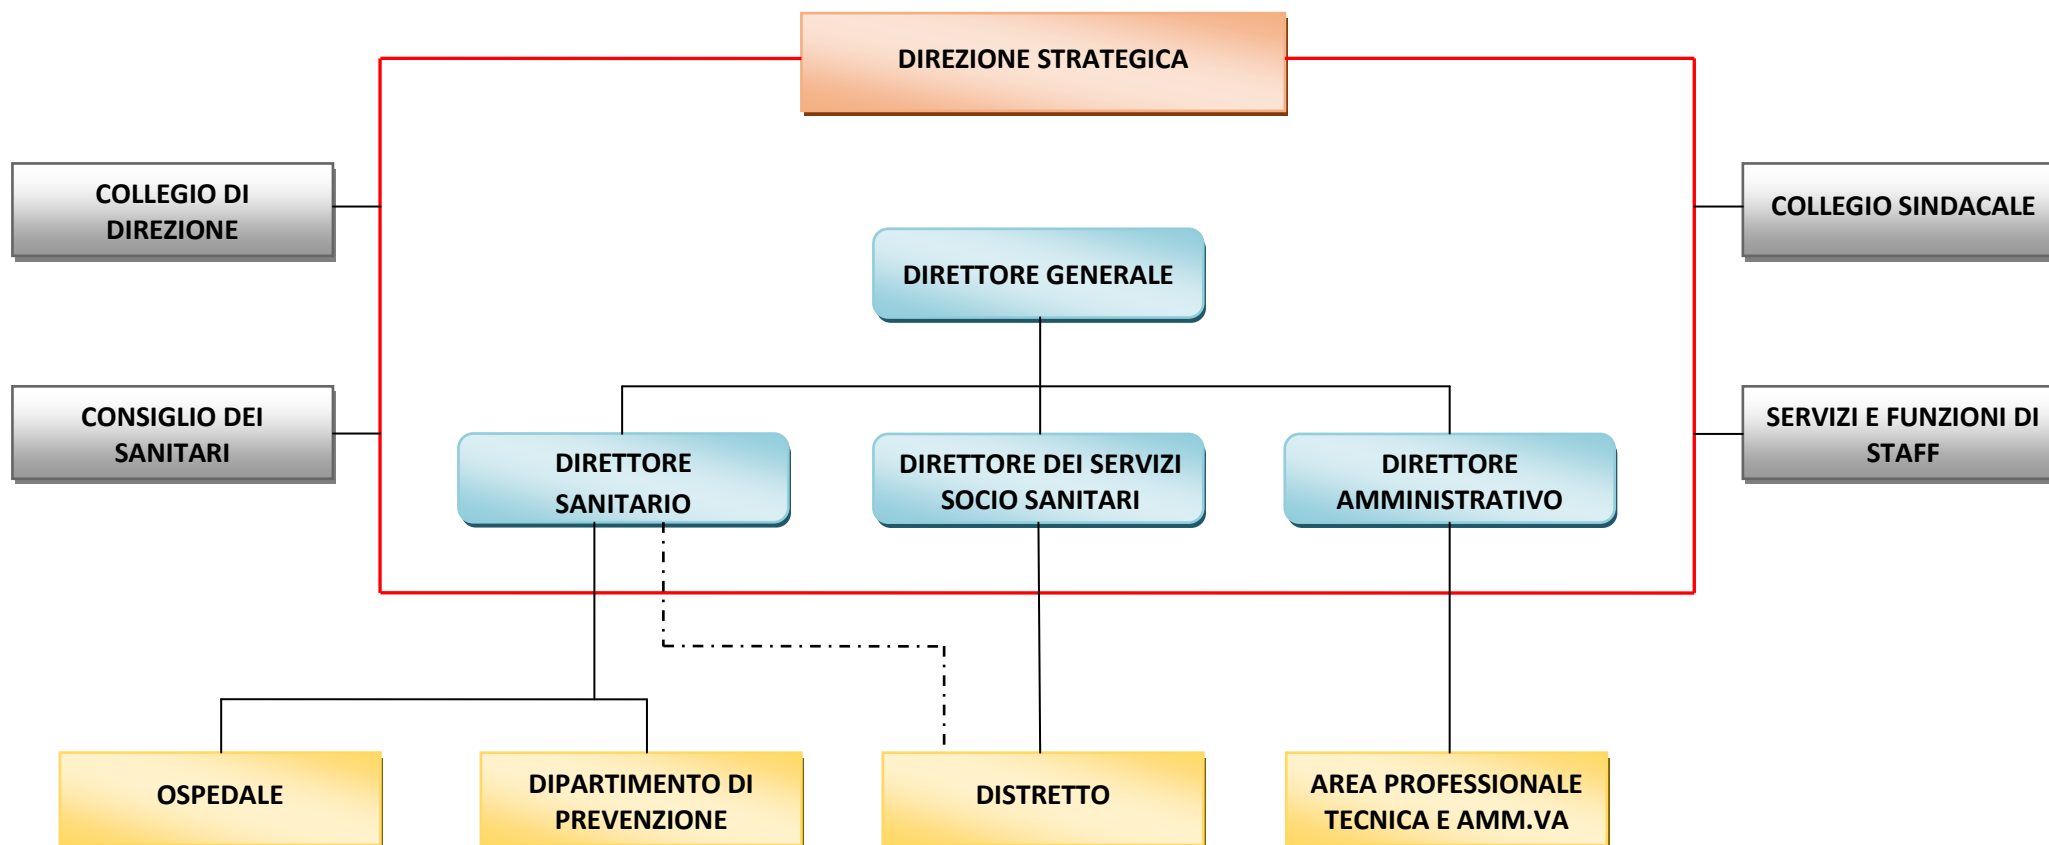 DIREZIONE STRATEGICA
COLLEGIO DI
DIREZIONE
COLLEGIO SINDACALE
DIRETTORE GENERALE
CONSIGLIO DEI
SANITARI
SERVIZI E FUNZIONI DI
STAFF
DIRETTORE
SANITARIO
DIRETTORE DEI SERVIZI
SOCIO SANITARI
DIRETTORE
AMMINISTRATIVO
OSPEDALE
DIPARTIMENTO DI
PREVENZIONE
DISTRETTO
AREA PROFESSIONALE
TECNICA E AMM.VA